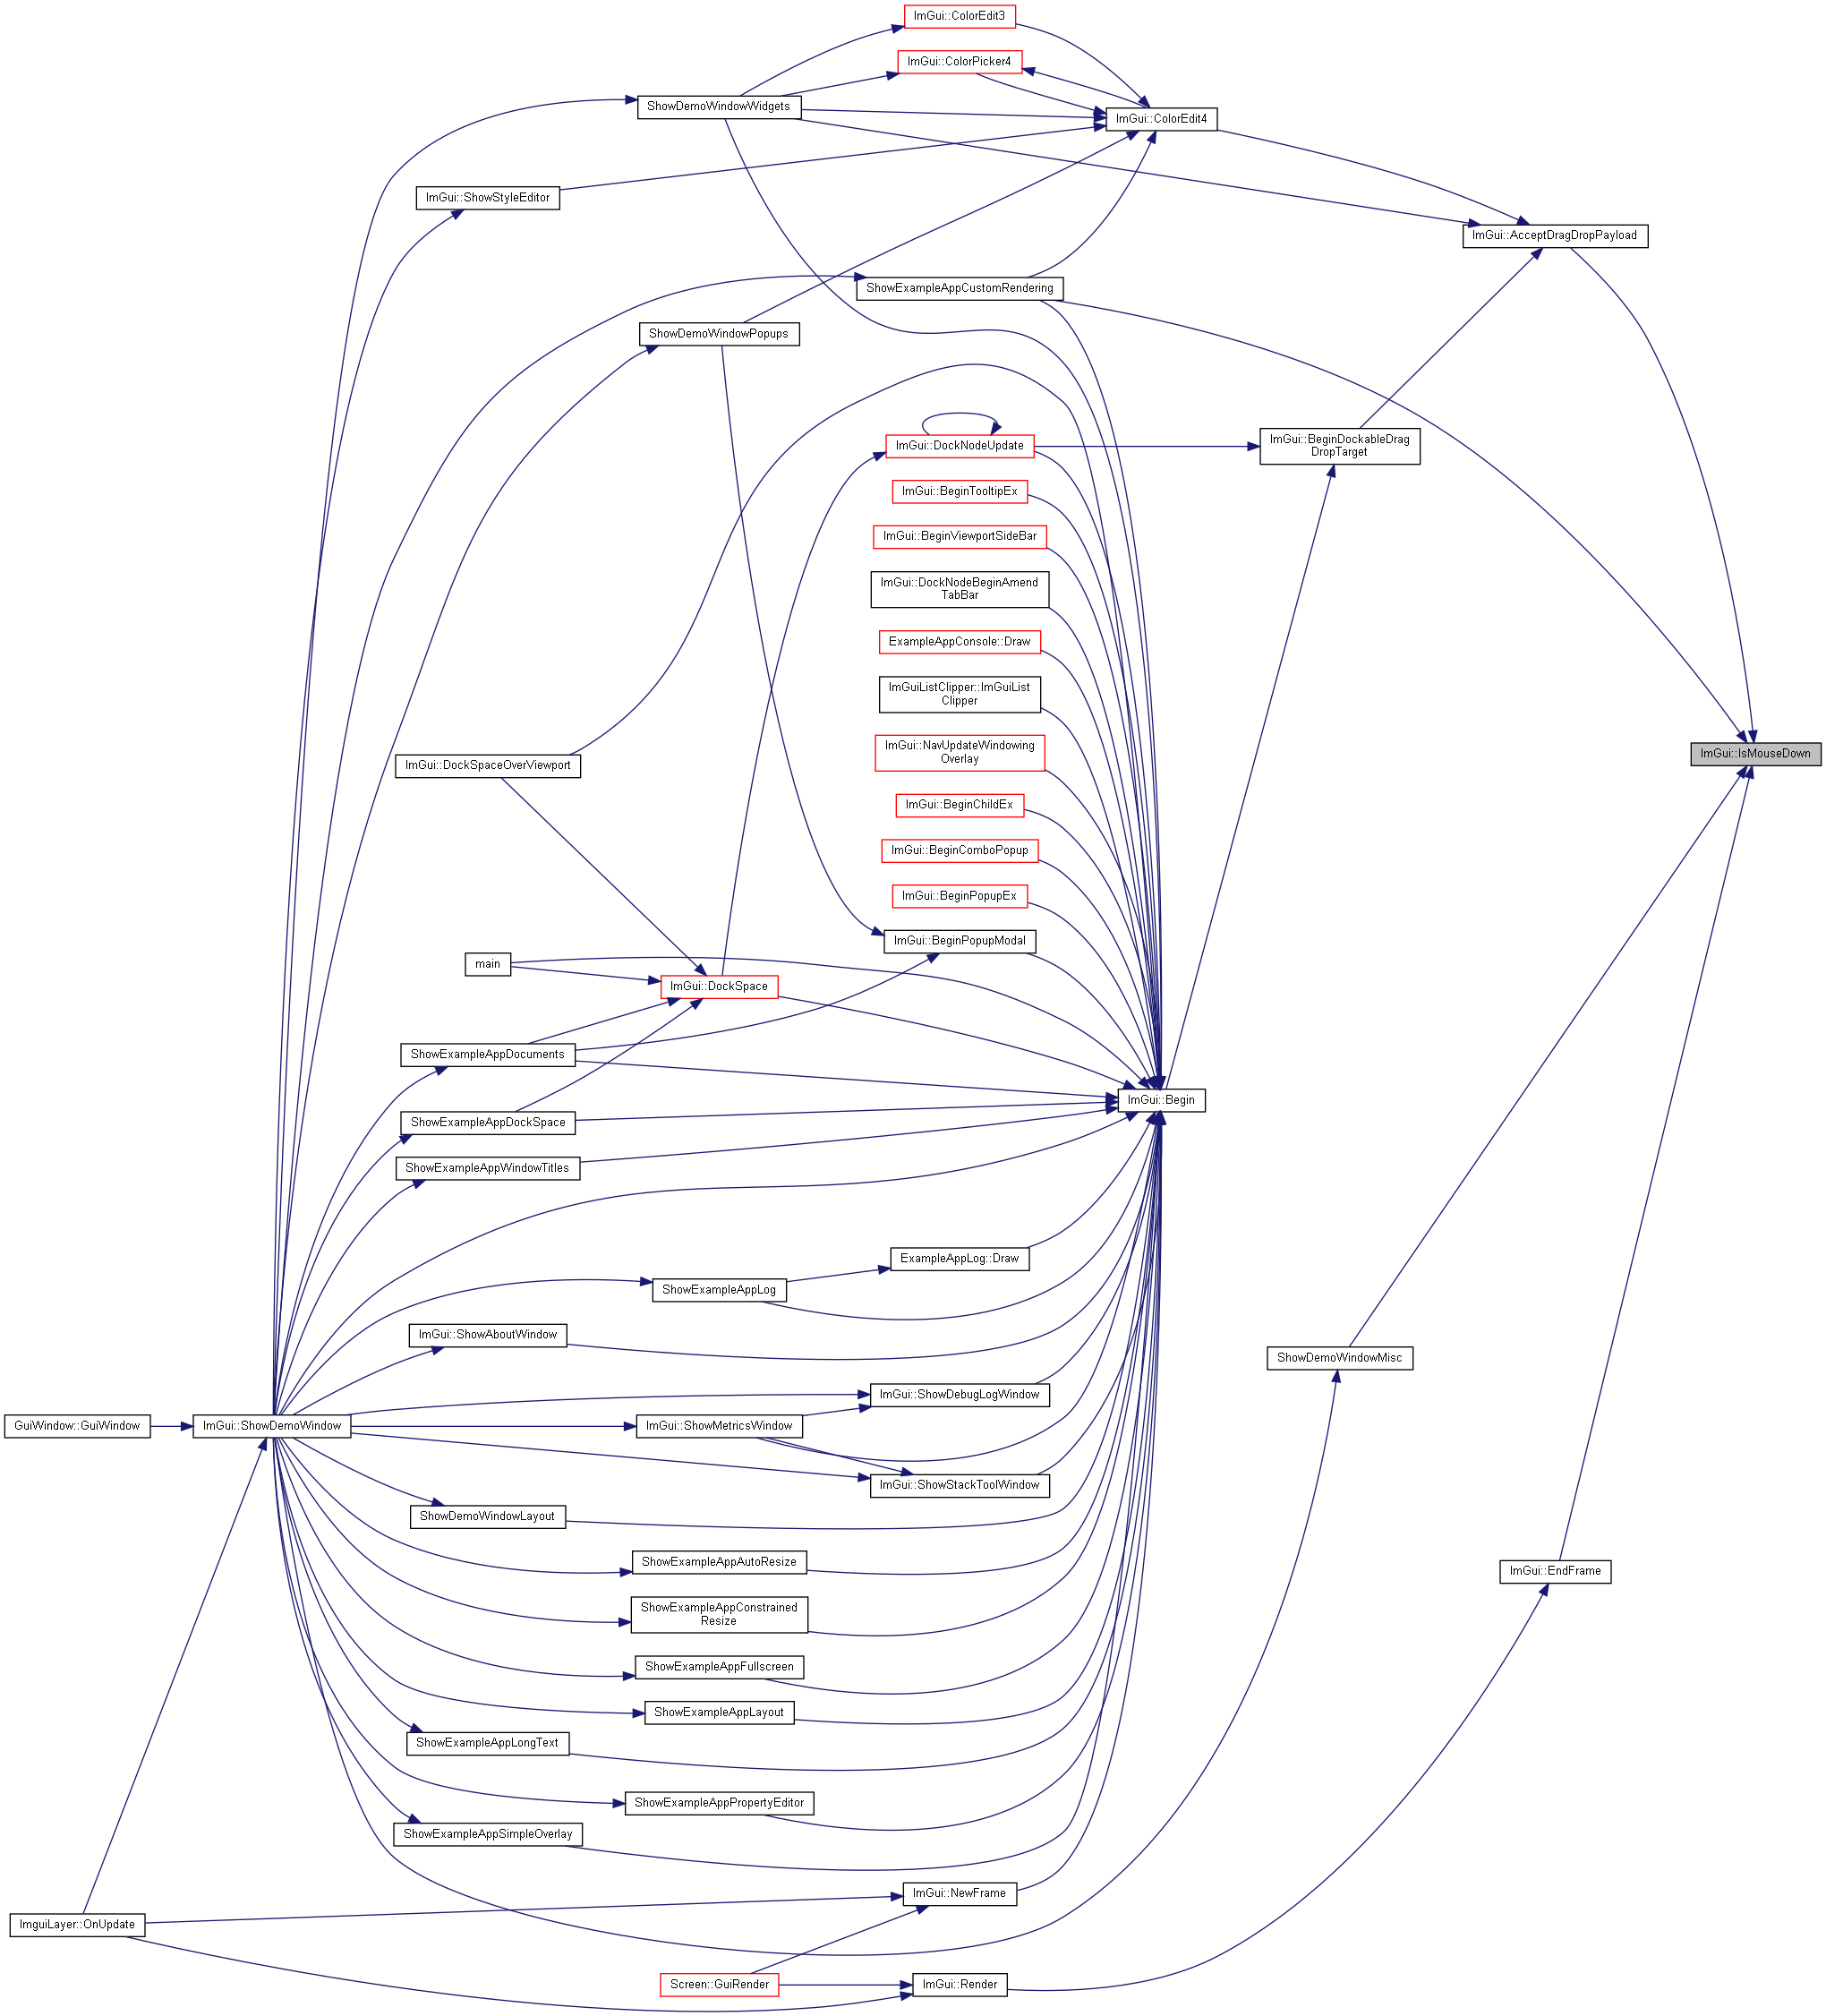 ImGui::ColorEdit3
ImGui::ColorPicker4
ShowDemoWindowWidgets
ImGui::ColorEdit4
ImGui::ShowStyleEditor
ImGui::AcceptDragDropPayload
ShowExampleAppCustomRendering
ShowDemoWindowPopups
ImGui::DockNodeUpdate
ImGui::BeginDockableDrag
DropTarget
ImGui::BeginTooltipEx
ImGui::BeginViewportSideBar
ImGui::DockNodeBeginAmend
TabBar
ExampleAppConsole::Draw
ImGuiListClipper::ImGuiList
Clipper
ImGui::NavUpdateWindowing
Overlay
ImGui::DockSpaceOverViewport
ImGui::IsMouseDown
ImGui::BeginChildEx
ImGui::BeginComboPopup
ImGui::BeginPopupEx
ImGui::BeginPopupModal
main
ImGui::DockSpace
ShowExampleAppDocuments
ImGui::Begin
ShowExampleAppDockSpace
ShowExampleAppWindowTitles
ExampleAppLog::Draw
ShowExampleAppLog
ImGui::ShowAboutWindow
ShowDemoWindowMisc
ImGui::ShowDebugLogWindow
GuiWindow::GuiWindow
ImGui::ShowDemoWindow
ImGui::ShowMetricsWindow
ImGui::ShowStackToolWindow
ShowDemoWindowLayout
ShowExampleAppAutoResize
ImGui::EndFrame
ShowExampleAppConstrained
Resize
ShowExampleAppFullscreen
ShowExampleAppLayout
ShowExampleAppLongText
ShowExampleAppPropertyEditor
ShowExampleAppSimpleOverlay
ImGui::NewFrame
ImguiLayer::OnUpdate
Screen::GuiRender
ImGui::Render